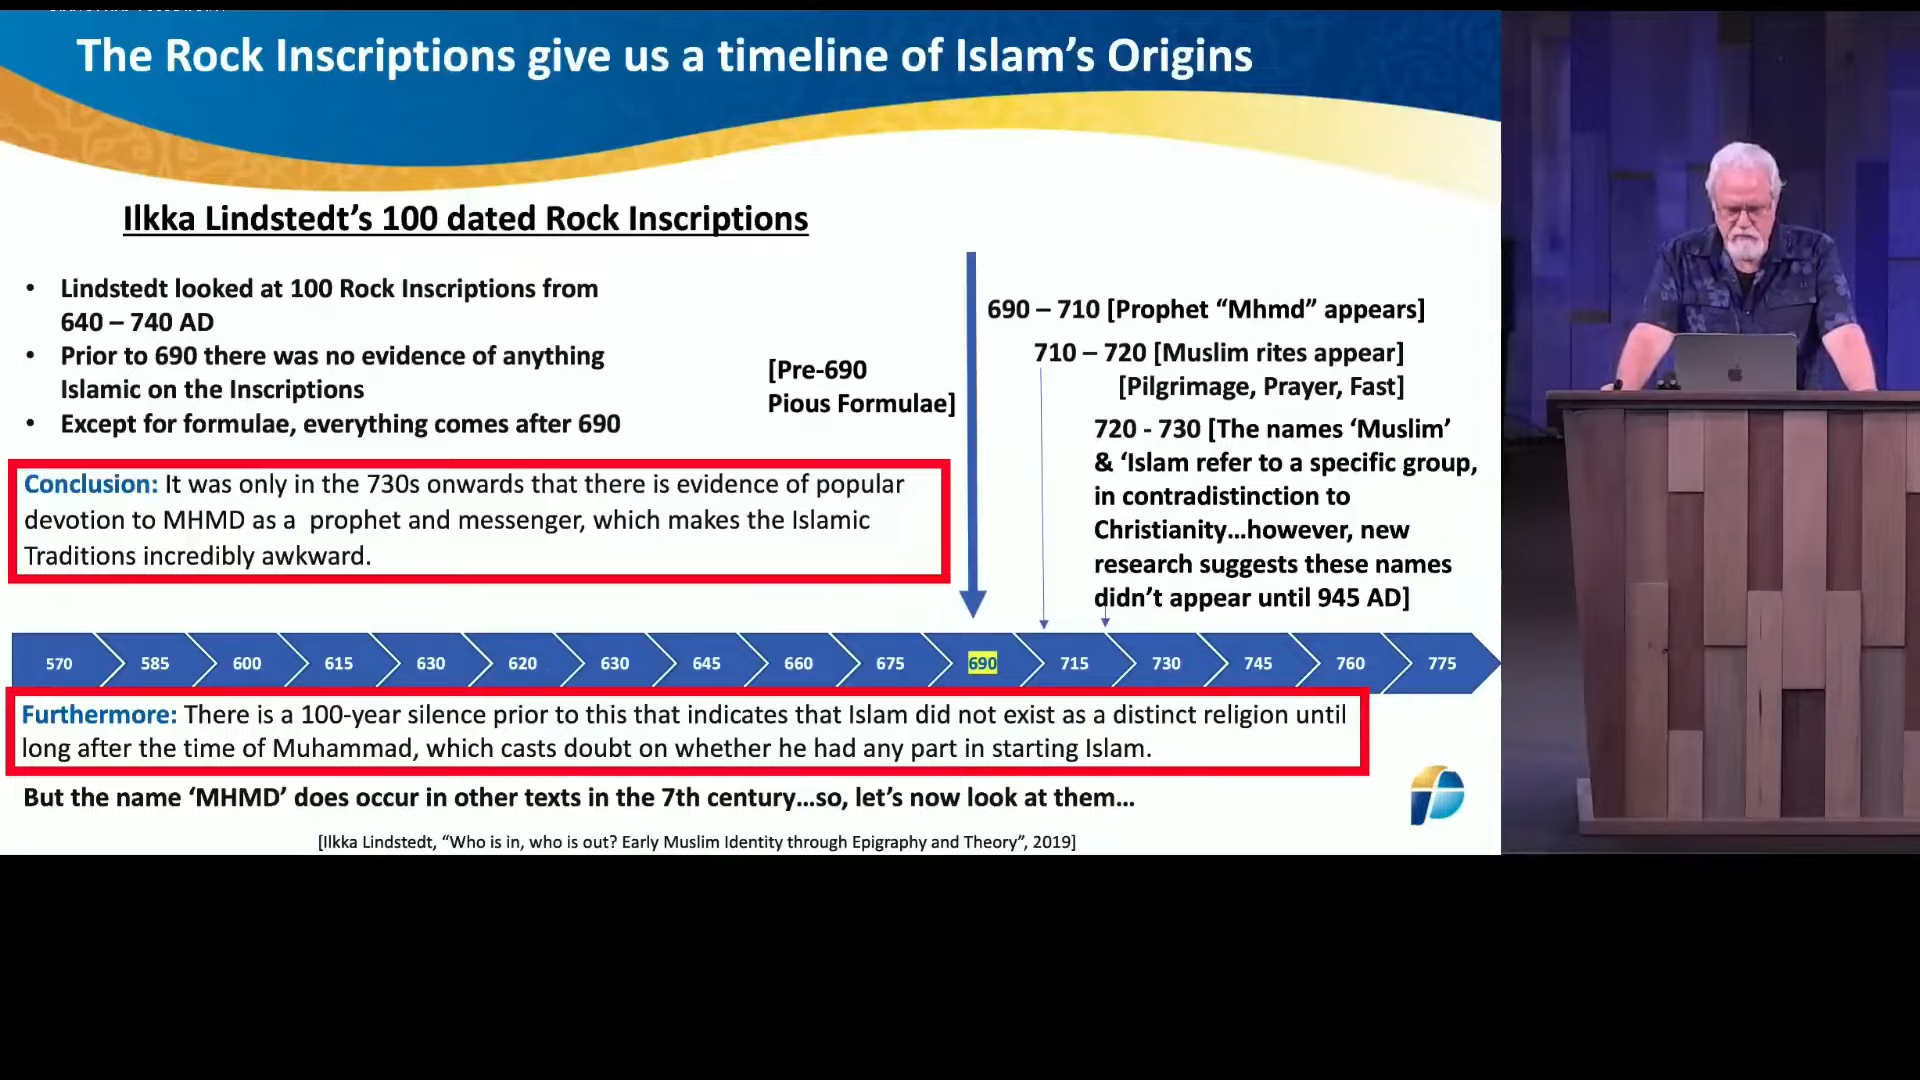 The Rock Inscriptions give us a timeline of Islam's Origins
Ilkka Lindstedt's 100 dated Rock Inscriptions
• Lindstedt looked at 100 Rock Inscriptions from
640 – 740 AD
• Prior to 690 there was no evidence of anything
Islamic on the Inscriptions
• Except for formulae, everything comes after 690
[Pre-690
Pious Formulae]
690 – 710 [Prophet "Mhmd" appears]
710 – 720 [Muslim rites appear]
[Pilgrimage, Prayer, Fast]
720 - 730 [The names 'Muslim'
& 'Islam refer to a specific group,
in contradistinction to
Christianity...however, new
research suggests these names
didn't appear until 945 AD]
Conclusion: It was only in the 730s onwards that there is evidence of popular
devotion to MHMD as a prophet and messenger, which makes the Islamic
Traditions incredibly awkward.
570 585 600 615 630 620 630 645 660 675 690 715 730 745 760 775
Furthermore: There is a 100-year silence prior to this that indicates that Islam did not exist as a distinct religion until
long after the time of Muhammad, which casts doubt on whether he had any part in starting Islam.
But the name 'MHMD' does occur in other texts in the 7th century...so, let's now look at them...
[Ilkka Lindstedt, "Who is in, who is out? Early Muslim Identity through Epigraphy and Theory", 2019]